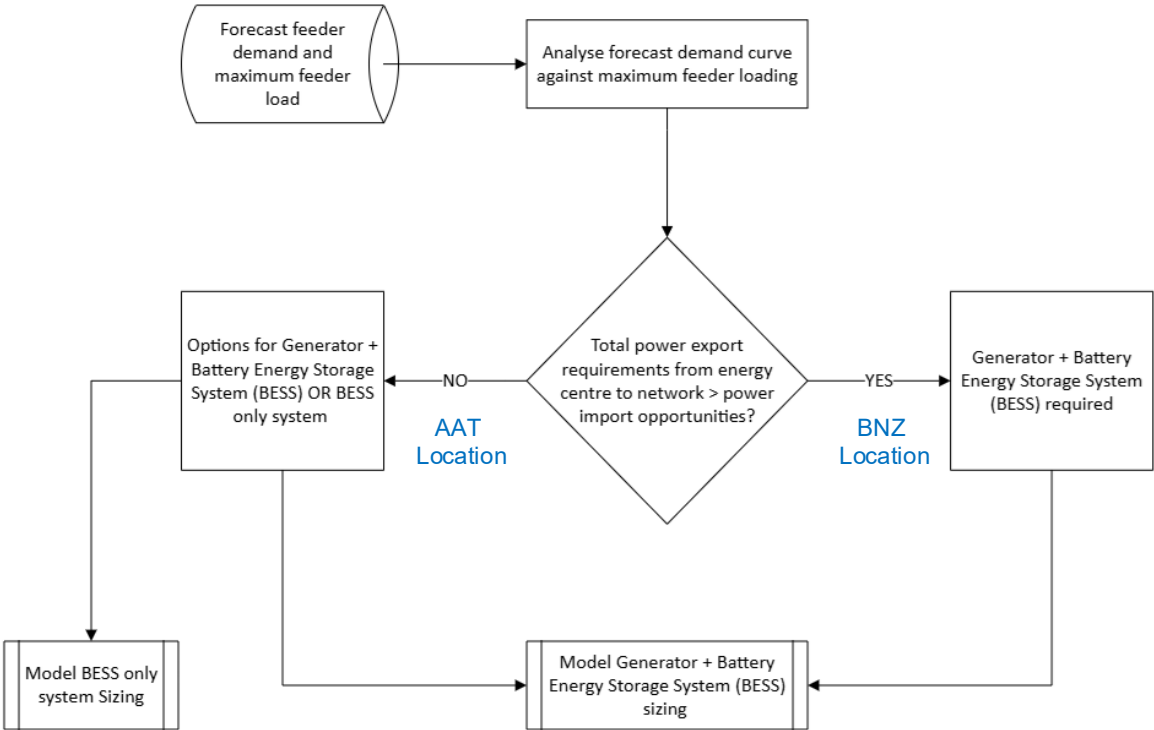 Forecast feeder
demand and
maximum feeder
load
Analyse forecast demand curve
against maximum feeder loading
Total power export
requirements from energy
centre to network > power
import opportunities?
NO
AAT
Location
YES
BNZ
Location
Options for Generator +
Battery Energy Storage
System (BESS) OR BESS
only system
Generator + Battery
Energy Storage System
(BESS) required
Model BESS only
system Sizing
Model Generator + Battery
Energy Storage System (BESS)
sizing